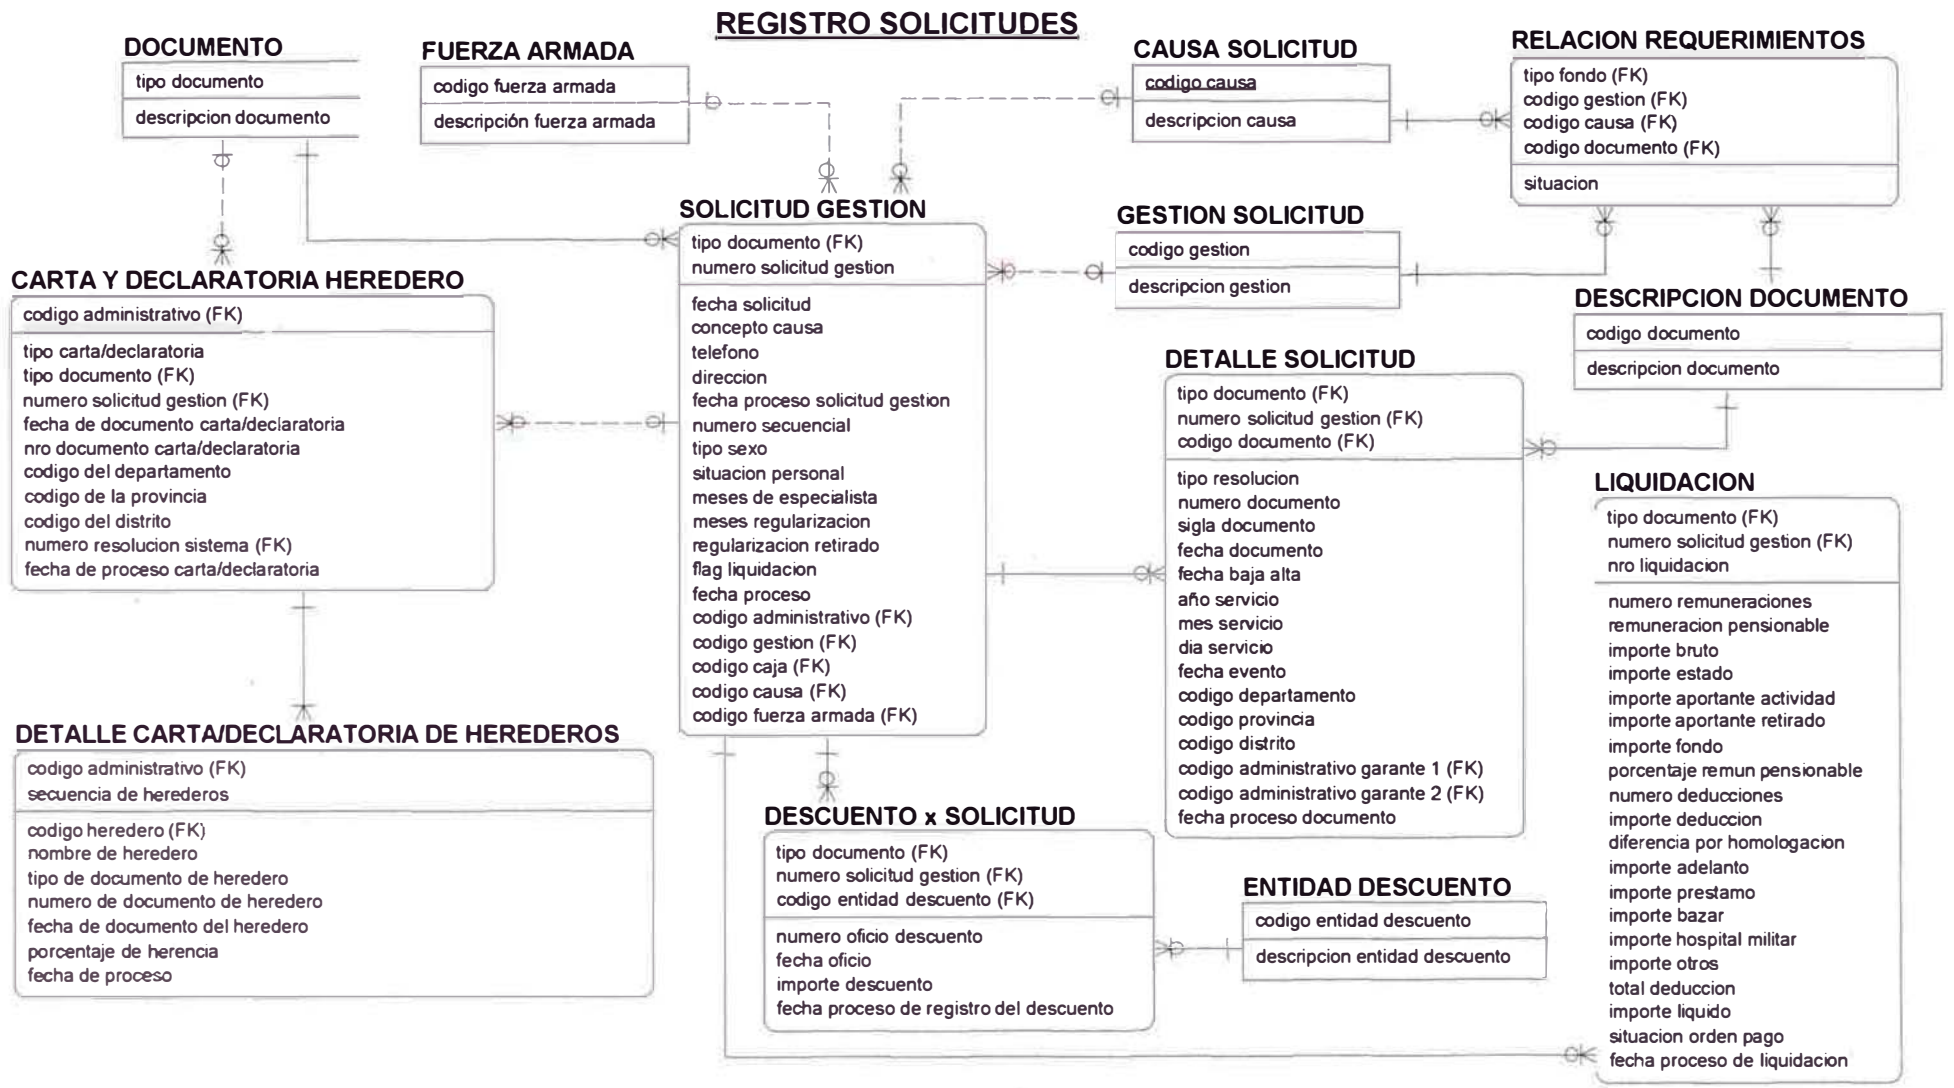 REGISTRO SOLICITUDES
DOCUMENTO
tipo documento
descripcion documento
FUERZA ARMADA
codigo fuerza armada
descripción fuerza armada
CAUSA SOLICITUD
codigo causa
descripcion causa
RELACION REQUERIMIENTOS
tipo fondo (FK)
codigo gestion (FK)
codigo causa (FK)
codigo documento (FK)
situacion
SOLICITUD GESTION
tipo documento (FK)
numero solicitud gestion
fecha solicitud
concepto causa
telefono
direccion
fecha proceso solicitud gestion
numero secuencial
tipo sexo
situacion personal
meses de especialista
meses regularizacion
regularizacion retirado
flag liquidacion
fecha proceso
codigo administrativo (FK)
codigo gestion (FK)
codigo caja (FK)
codigo causa (FK)
codigo fuerza armada (FK)
GESTION SOLICITUD
codigo gestion
descripcion gestion
DESCRIPCION DOCUMENTO
codigo documento
descripcion documento
CARTA Y DECLARATORIA HEREDERO
codigo administrativo (FK)
tipo carta/declaratoria
tipo documento (FK)
numero solicitud gestion (FK)
fecha de documento carta/declaratoria
nro documento carta/declaratoria
codigo del departamento
codigo de la provincia
codigo del distrito
numero resolucion sistema (FK)
fecha de proceso carta/declaratoria
DETALLE SOLICITUD
tipo documento (FK)
numero solicitud gestion (FK)
codigo documento (FK)
tipo resolucion
numero documento
sigla documento
fecha documento
fecha baja alta
año servicio
mes servicio
dia servicio
fecha evento
codigo departamento
codigo provincia
codigo distrito
codigo administrativo garante 1 (FK)
codigo administrativo garante 2 (FK)
fecha proceso documento
LIQUIDACION
tipo documento (FK)
numero solicitud gestion (FK)
nro liquidacion
numero remuneraciones
remuneracion pensionable
importe bruto
importe estado
importe aportante actividad
importe aportante retirado
importe fondo
porcentaje remun pensionable
numero deducciones
importe deduccion
diferencia por homologacion
importe adelanto
importe prestamo
importe bazar
importe hospital militar
importe otros
total deduccion
importe liquido
situacion orden pago
fecha proceso de liquidacion
DETALLE CARTA/DECLARATORIA DE HEREDEROS
codigo administrativo (FK)
secuencia de herederos
codigo heredero (FK)
nombre de heredero
tipo de documento de heredero
numero de documento de heredero
fecha de documento del heredero
porcentaje de herencia
fecha de proceso
DESCUENTO x SOLICITUD
tipo documento (FK)
numero solicitud gestion (FK)
codigo entidad descuento (FK)
numero oficio descuento
fecha oficio
importe descuento
fecha proceso de registro del descuento
ENTIDAD DESCUENTO
codigo entidad descuento
descripcion entidad descuento